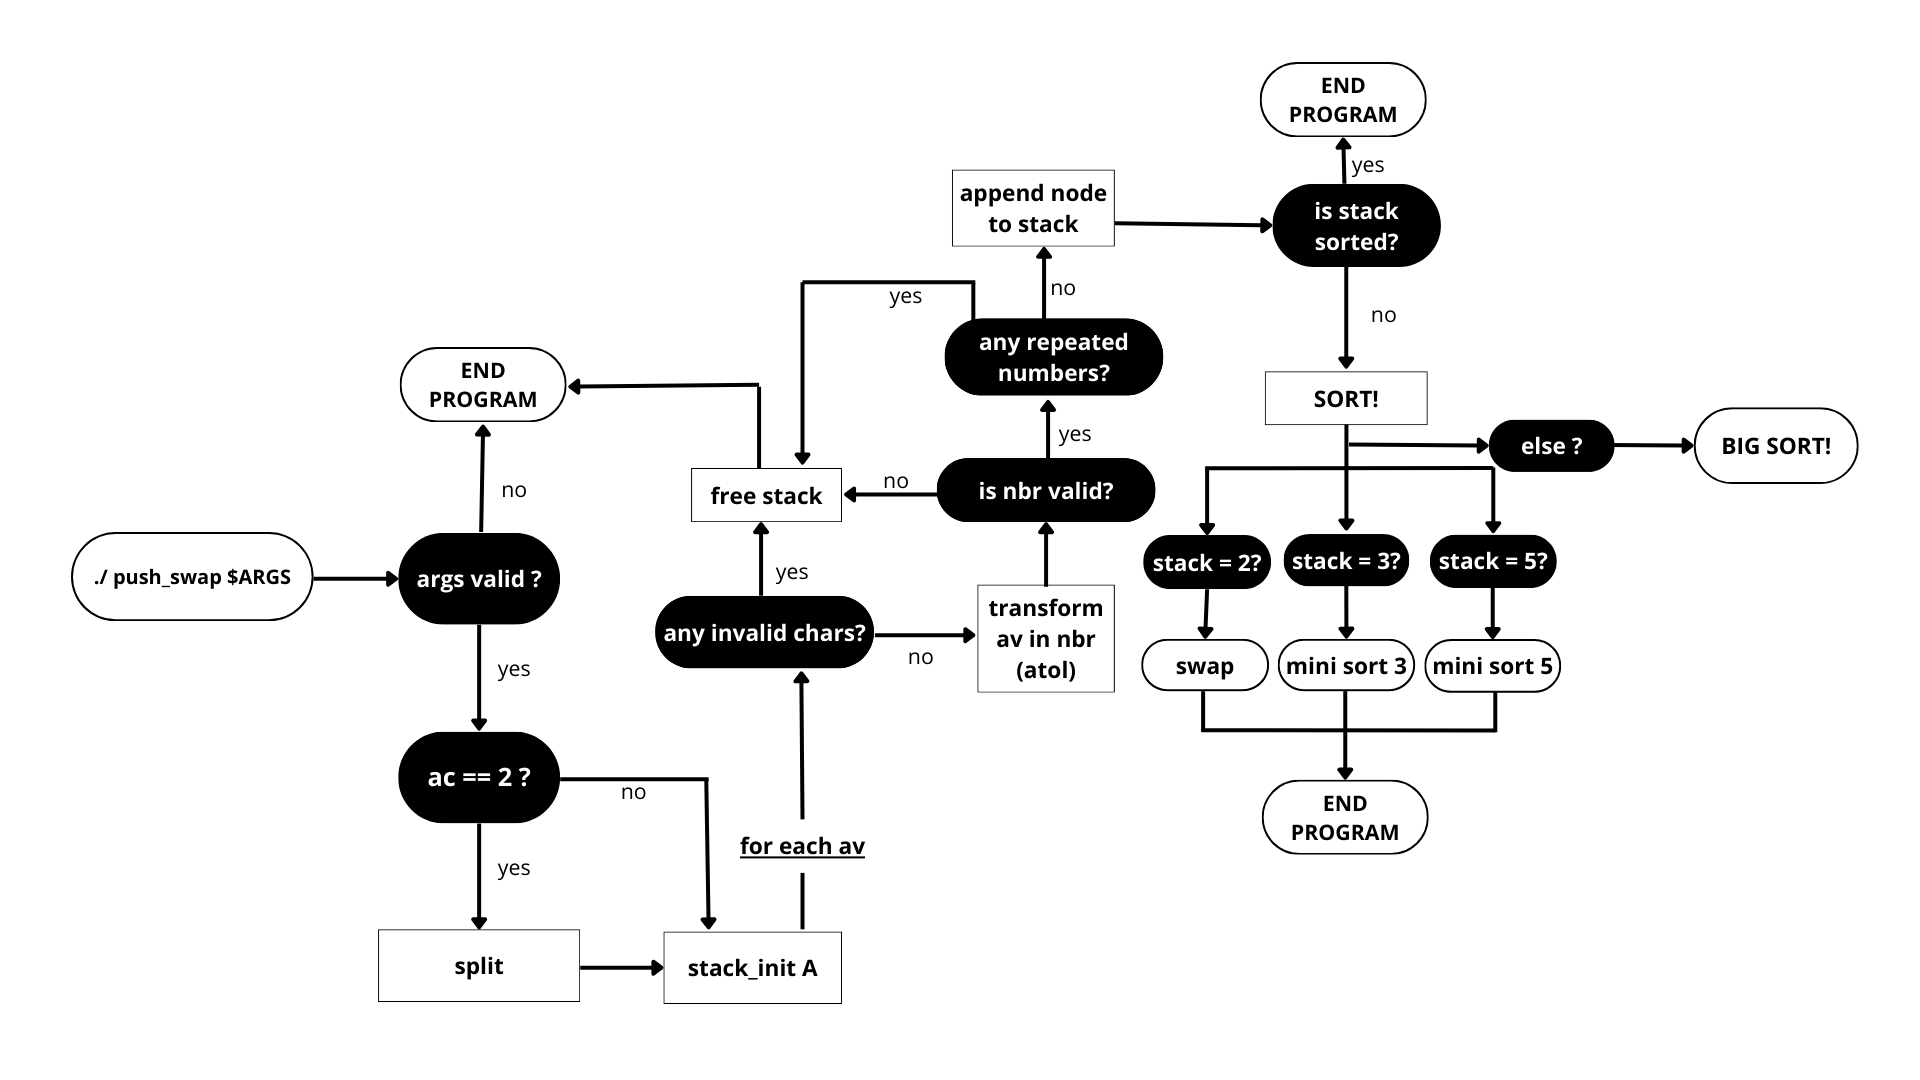 END
PROGRAM
yes
append node
to stack
is stack
sorted?
yes
no
no
any repeated
numbers?
END
PROGRAM
SORT!
yes
else ?
BIG SORT!
no
no
free stack
is nbr valid?
./ push_swap $ARGS
args valid ?
yes
stack = 2?
stack = 3?
stack = 5?
any invalid chars?
no
transform
av in nbr
(atol)
yes
swap
mini sort 3
mini sort 5
ac == 2 ?
no
for each av
END
PROGRAM
yes
split
stack_init A